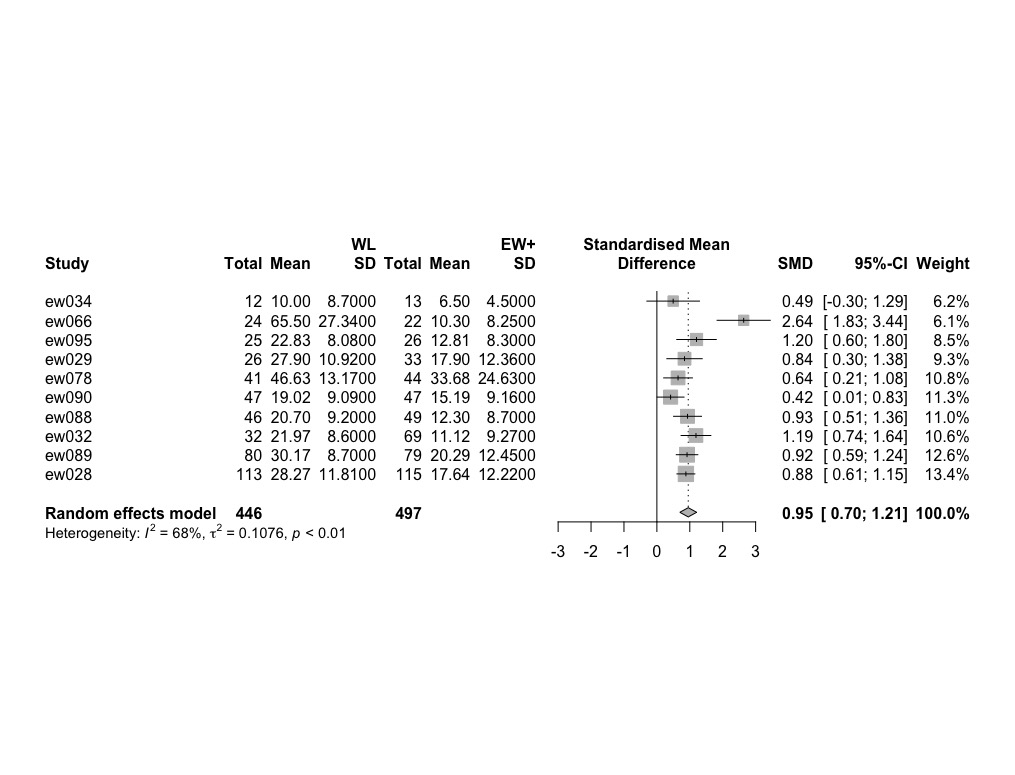 WL EW+ Standardised Mean
Study Total Mean SD Total Mean SD Difference SMD 95%-CI Weight
ew034 12 10.00 8.7000 13 6.50 4.5000 0.49 [-0.30; 1.29] 6.2%
ew066 24 65.50 27.3400 22 10.30 8.2500 2.64 [ 1.83; 3.44] 6.1%
ew095 25 22.83 8.0800 26 12.81 8.3000 1.20 [ 0.60; 1.80] 8.5%
ew029 26 27.90 10.9200 33 17.90 12.3600 0.84 [ 0.30; 1.38] 9.3%
ew078 41 46.63 13.1700 44 33.68 24.6300 0.64 [ 0.21; 1.08] 10.8%
ew090 47 19.02 9.0900 47 15.19 9.1600 0.42 [ 0.01; 0.83] 11.3%
ew088 46 20.70 9.2000 49 12.30 8.7000 0.93 [ 0.51; 1.36] 11.0%
ew032 32 21.97 8.6000 69 11.12 9.2700 1.19 [ 0.74; 1.64] 10.6%
ew089 80 30.17 8.7000 79 20.29 12.4500 0.92 [ 0.59; 1.24] 12.6%
ew028 113 28.27 11.8100 115 17.64 12.2200 0.88 [ 0.61; 1.15] 13.4%
Random effects model 446 497 0.95 [ 0.70; 1.21] 100.0%
Heterogeneity: I² = 68%, τ² = 0.1076, p < 0.01
-3 -2 -1 0 1 2 3